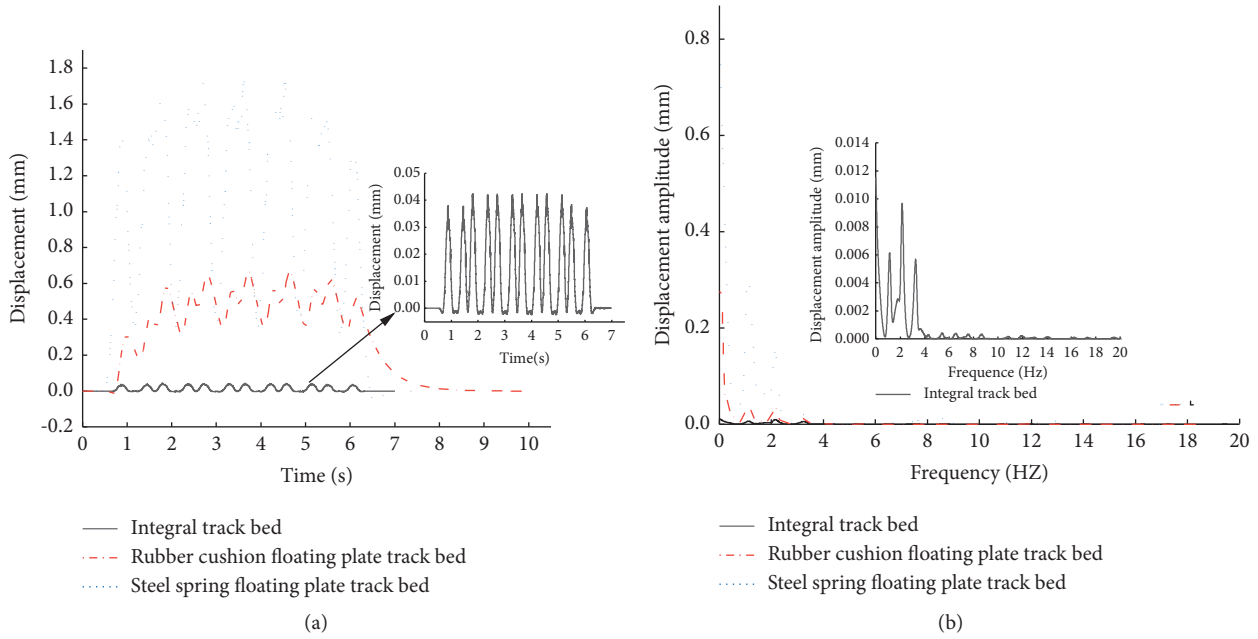 1.8
1.6
1.4
1.2
1.0
0.8
0.6
0.4
0.2
0.0
-0.2
Displacement (mm)
0 1 2 3 4 5 6 7 8 9 10
Time (s)
0.05
0.04
0.03
0.02
0.01
0.00
Displacement (mm)
1 2 3 4 5 6 7
Time(s)
Integral track bed
Rubber cushion floating plate track bed
Steel spring floating plate track bed
(a)
0.8
0.6
0.4
0.2
0.0
Displacement amplitude (mm)
0 2 4 6 8 10 12 14 16 18 20
Frequency (HZ)
0.014
0.012
0.010
0.008
0.006
0.004
0.002
0.000
Displacement amplitude (mm)
0 2 4 6 8 10 12 14 16 18 20
Frequence (Hz)
Integral track bed
Integral track bed
Rubber cushion floating plate track bed
Steel spring floating plate track bed
(b)